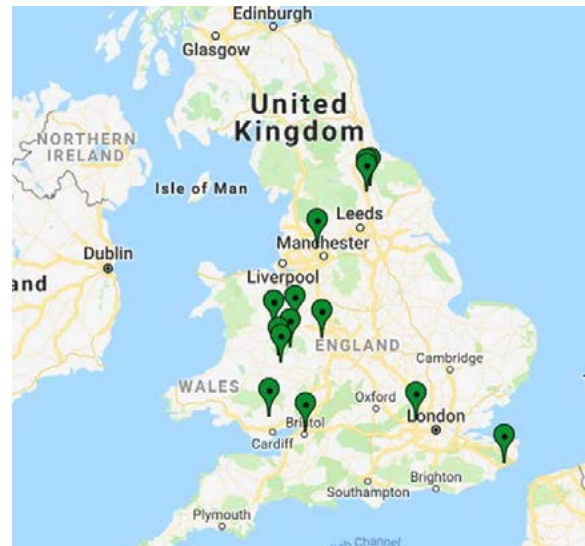 Edinburgh
Glasgow
United
Kingdom
NORTHERN
IRELAND
Isle of Man
Leeds
Dublin
Manchester
and
Liverpool
ENGLAND
Cambridge
WALES
Oxford
Bristol
London
Cardiff
Brighton
Southampton
Plymouth
Channel